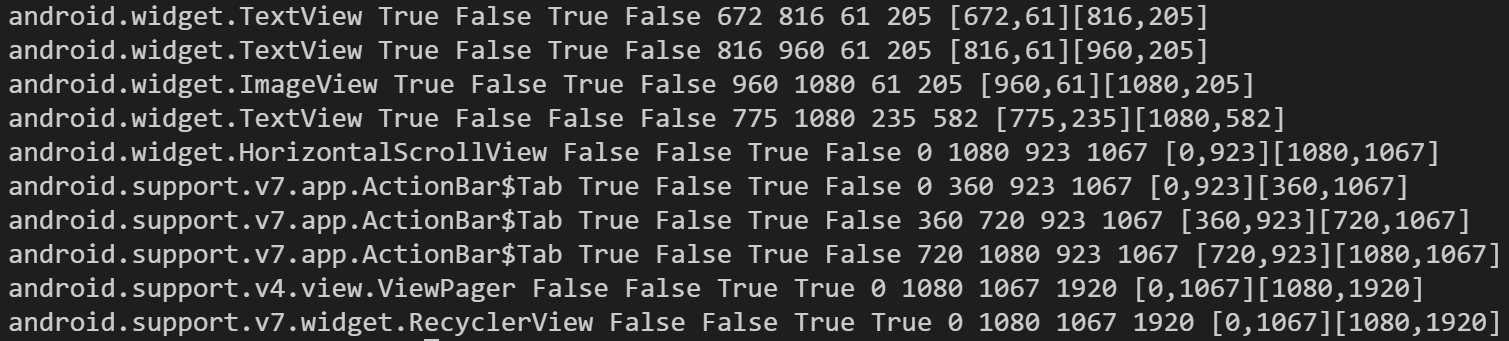 android.widget.TextView True False True False 672 816 61 205 [672,61][816,205]
android.widget.TextView True False True False 816 960 61 205 [816,61][960,205]
android.widget.ImageView True False True False 960 1080 61 205 [960,61][1080,205]
android.widget.TextView True False False False 775 1080 235 582 [775,235][1080,582]
android.widget.HorizontalScrollView False False True False 0 1080 923 1067 [0,923][1080,1067]
android.support.v7.app.ActionBar$Tab True False True False 0 360 923 1067 [0,923][360,1067]
android.support.v7.app.ActionBar$Tab True False True False 360 720 923 1067 [360,923][720,1067]
android.support.v7.app.ActionBar$Tab True False True False 720 1080 923 1067 [720,923][1080,1067]
android.support.v4.view.ViewPager False False True True 0 1080 1067 1920 [0,1067][1080,1920]
android.support.v7.widget.RecyclerView False False True True 0 1080 1067 1920 [0,1067][1080,1920]